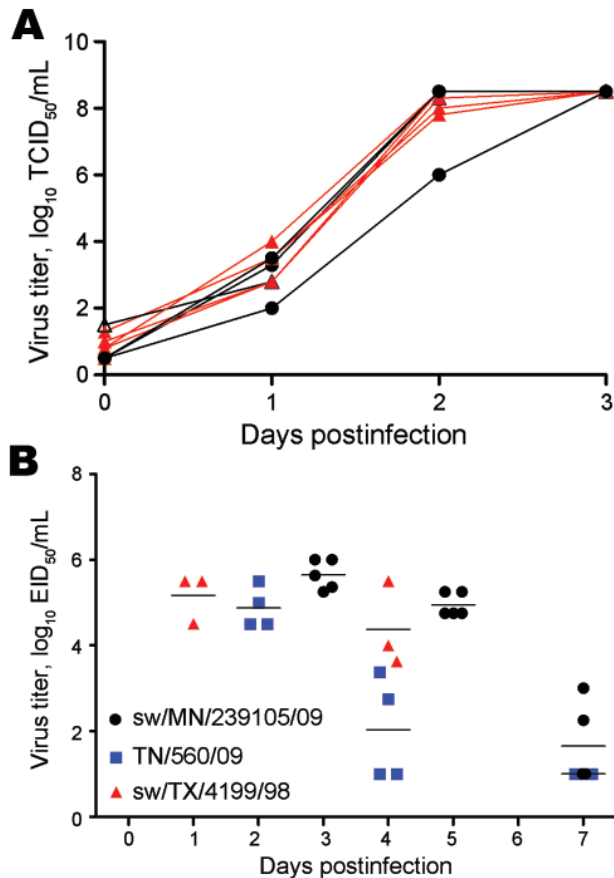 A
10
8
6
4
2
0
Virus titer, log10 TCID50/mL
0 1 2 3
Days postinfection
B
8
6
4
2
0
Virus titer, log10 EID50/mL
sw/MN/239105/09
TN/560/09
sw/TX/4199/98
0 1 2 3 4 5 6 7
Days postinfection